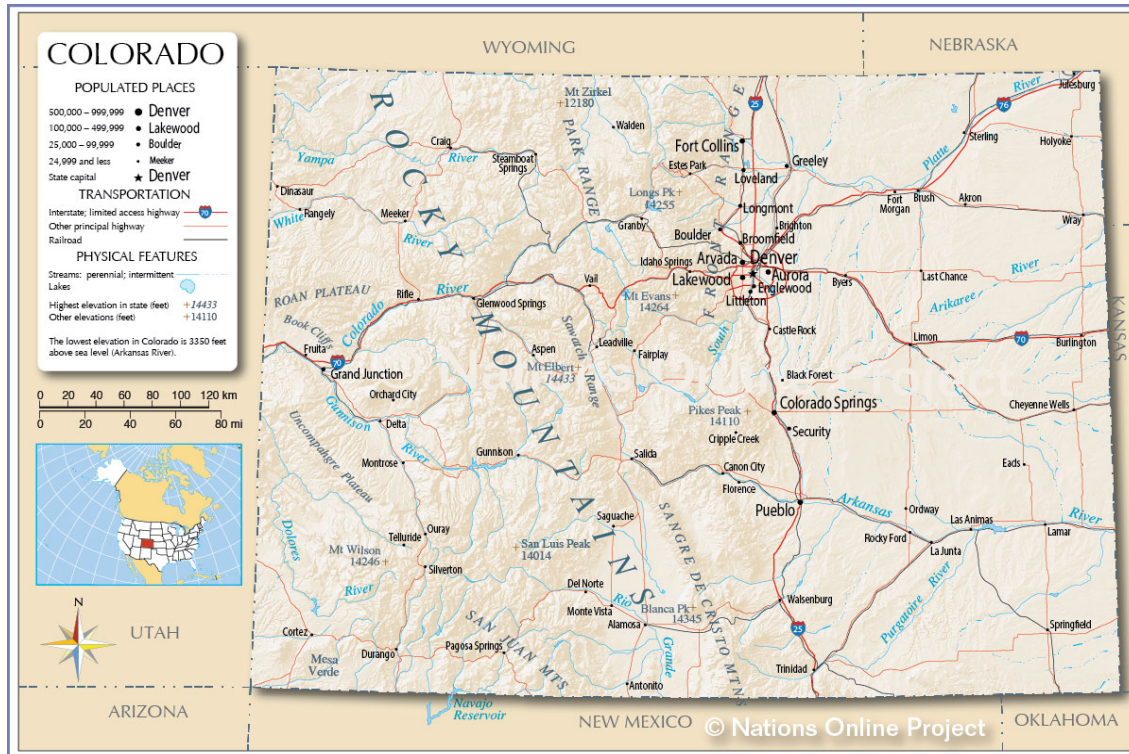 COLORADO
POPULATED PLACES
500,000 – 999,999 Denver
100,000 – 499,999 Lakewood
25,000 – 99,999 Boulder
24,999 and less Meeker
State capital Denver
TRANSPORTATION
Interstate; limited access highway 70
Other principal highway
Railroad
PHYSICAL FEATURES
Streams: perennial; intermittent
Lakes
Highest elevation in state (feet) +14433
Other elevations (feet) +14110
The lowest elevation in Colorado is 3350 feet
above sea level (Arkansas River).
0 20 40 60 80 100 120 km
0 20 40 60 80 mi
N
WYOMING
NEBRASKA
KANSAS
OKLAHOMA
NEW MEXICO
ARIZONA
UTAH
ROCKY MOUNTAINS
PARK RANGE
FRONT RANGE
Sawatch Range
SANGRE DE CRISTO MTNS
SAN JUAN MTS
ROAN PLATEAU
Book Cliffs
Uncompahgre Plateau
Mesa
Verde
Mt Zirkel
+12180
Longs Pk+
14255
Mt Evans+
14264
Mt Elbert+
14433
Pikes Peak+
14110
San Luis Peak
+14014
Mt Wilson
14246+
Blanca Pk+
14345
Yampa River
White River
Colorado River
Gunnison River
Dolores River
Rio Grande
South Platte River
Arikaree River
Arkansas River
Purgatoire River
Navajo
Reservoir
25
76
70
70
25
Julesburg
Sterling
Holyoke
Walden
Craig
Steamboat
Springs
Fort Collins
Estes Park
Loveland
Greeley
Dinasaur
Rangely
Meeker
Longmont
Granby
Boulder
Brighton
Broomfield
Fort
Morgan
Brush
Akron
Wray
Arvada
Denver
Idaho Springs
Lakewood
Aurora
Englewood
Littleton
Byers
Last Chance
Vail
Rifle
Glenwood Springs
Castle Rock
Limon
Burlington
Leadville
Fairplay
Aspen
Fruita
Grand Junction
Orchard City
Black Forest
Colorado Springs
Security
Cheyenne Wells
Delta
Cripple Creek
Montrose
Gunnison
Salida
Canon City
Florence
Eads
Pueblo
Ordway
Las Animas
Rocky Ford
La Junta
Lamar
Saguache
Ouray
Telluride
Silverton
Del Norte
Monte Vista
Alamosa
Walsenburg
Springfield
Cortez
Durango
Pagosa Springs
Antonito
Trinidad
© Nations Online Project